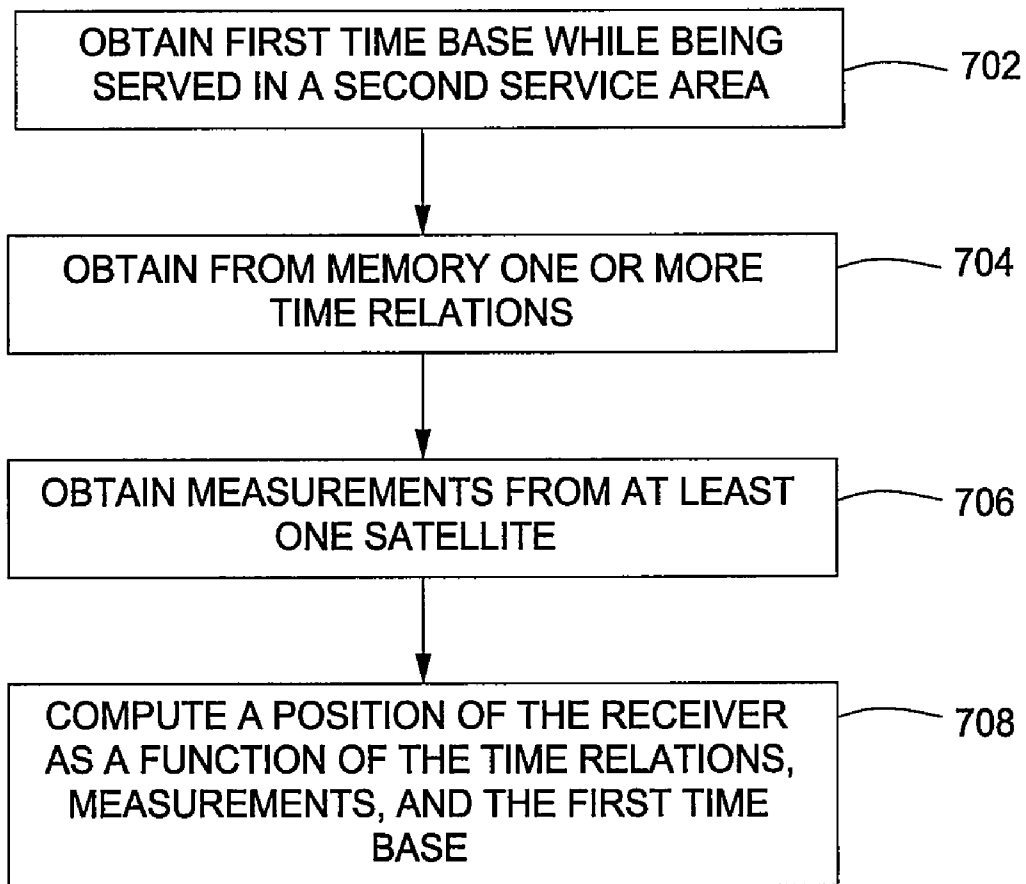 OBTAIN FIRST TIME BASE WHILE BEING
SERVED IN A SECOND SERVICE AREA
702
OBTAIN FROM MEMORY ONE OR MORE
TIME RELATIONS
704
OBTAIN MEASUREMENTS FROM AT LEAST
ONE SATELLITE
706
COMPUTE A POSITION OF THE RECEIVER
AS A FUNCTION OF THE TIME RELATIONS,
MEASUREMENTS, AND THE FIRST TIME
BASE
708